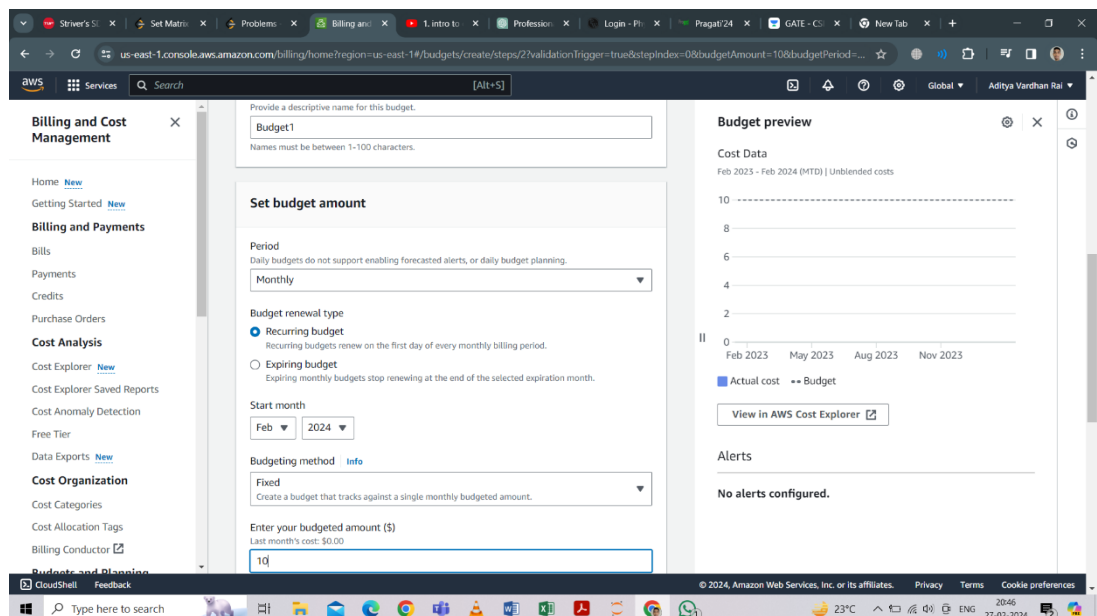 Striver's S
Set Matrix
Problems
Billing and
1. intro to
Profession
Login - Ph
Pragati'24
GATE - CS
New Tab
us-east-1.console.aws.amazon.com/billing/home?region=us-east-1#/budgets/create/steps/2?validationTrigger=true&stepIndex=0&budgetAmount=10&budgetPeriod=...
aws
Services
Search
[Alt+S]
Global
Aditya Vardhan Rai
Billing and Cost
Management
Home New
Getting Started New
Billing and Payments
Bills
Payments
Credits
Purchase Orders
Cost Analysis
Cost Explorer New
Cost Explorer Saved Reports
Cost Anomaly Detection
Free Tier
Data Exports New
Cost Organization
Cost Categories
Cost Allocation Tags
Billing Conductor
Budgets and Planning
Provide a descriptive name for this budget.
Budget1
Names must be between 1-100 characters.
Set budget amount
Period
Daily budgets do not support enabling forecasted alerts, or daily budget planning.
Monthly
Budget renewal type
Recurring budget
Recurring budgets renew on the first day of every monthly billing period.
Expiring budget
Expiring monthly budgets stop renewing at the end of the selected expiration month.
Start month
Feb 2024
Budgeting method Info
Fixed
Create a budget that tracks against a single monthly budgeted amount.
Enter your budgeted amount ($)
Last month's cost: $0.00
10
Budget preview
Cost Data
Feb 2023 - Feb 2024 (MTD) | Unblended costs
10
8
6
4
2
0
Feb 2023 May 2023 Aug 2023 Nov 2023
Actual cost Budget
View in AWS Cost Explorer
Alerts
No alerts configured.
CloudShell Feedback
© 2024, Amazon Web Services, Inc. or its affiliates. Privacy Terms Cookie preferences
Type here to search
23°C
ENG
20:46
27-02-2024